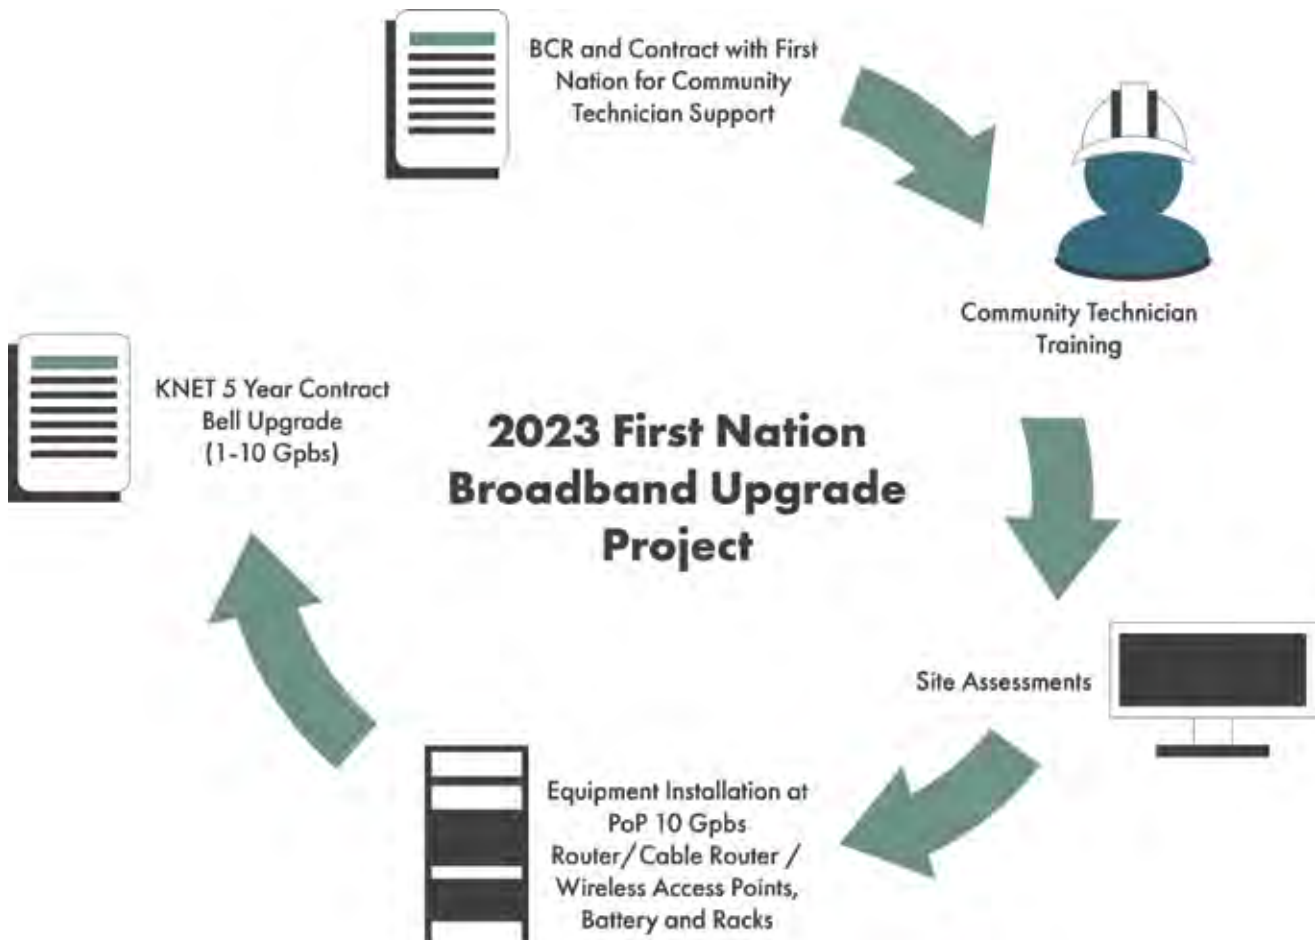 BCR and Contract with First
Nation for Community
Technician Support
Community Technician
Training
KNET 5 Year Contract
Bell Upgrade
(1-10 Gpbs)
2023 First Nation
Broadband Upgrade
Project
Site Assessments
Equipment Installation at
PoP 10 Gpbs
Router/Cable Router /
Wireless Access Points,
Battery and Racks